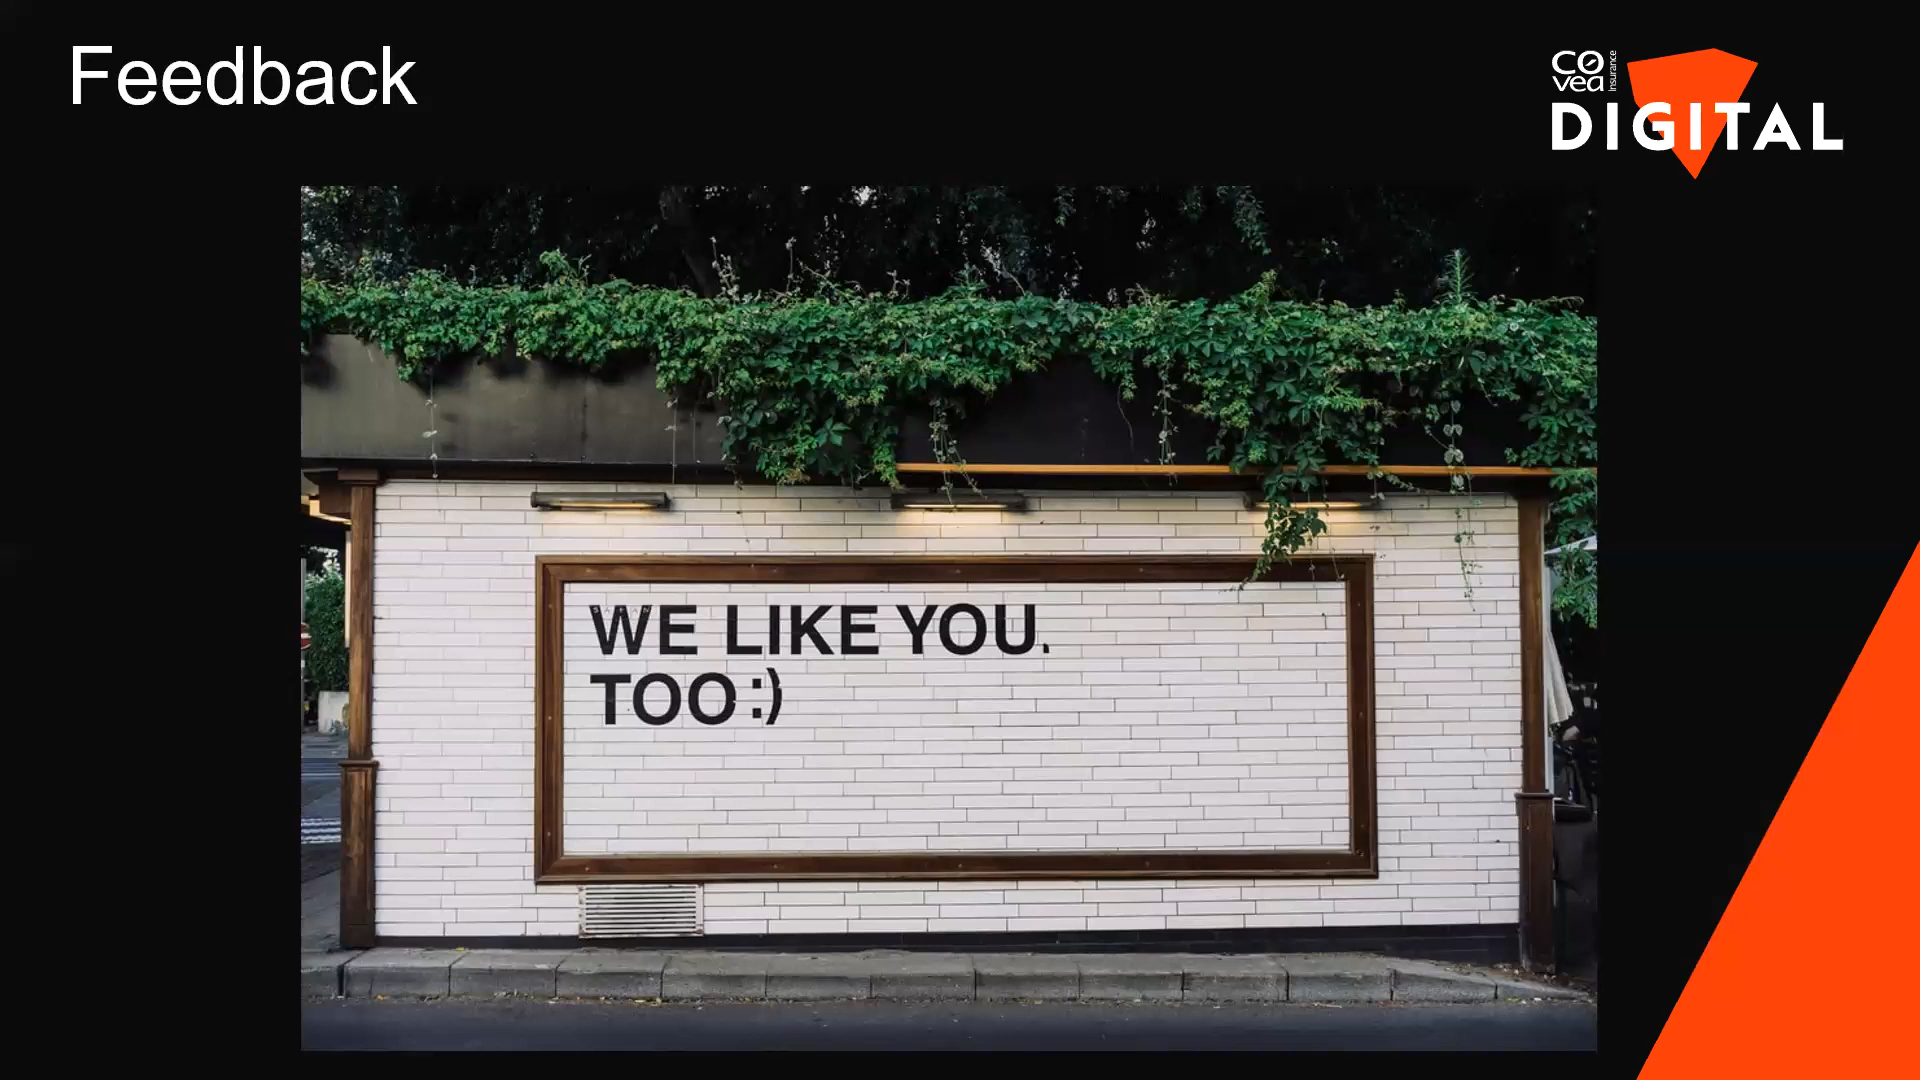 Feedback
covea
Insurance
DIGITAL
WE LIKE YOU.
TOO :)